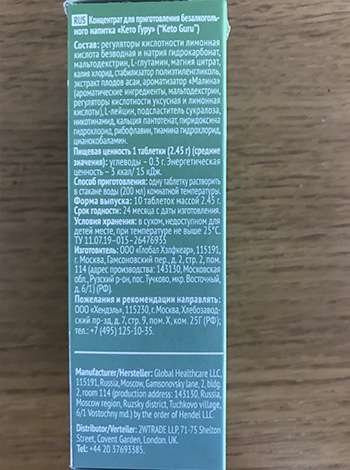 RUS Концентрат для приготовления безалкоголь-
ного напитка «Кето Гуру» ("Keto Guru")
Состав: регуляторы кислотности лимонная
кислота безводная и натрия гидрокарбонат,
мальтодекстрин, L-глутамин, магния цитрат,
калия хлорид, стабилизатор полиэтиленгликоль,
экстракт плодов асаи, ароматизатор «Малина»
(ароматические ингредиенты, мальтодекстрин,
регуляторы кислотности уксусная и лимонная
кислоты), L-лейцин, подсластитель сукралоза,
никотинамид, кальция пантотенат, пиридоксина
гидрохлорид, рибофлавин, тиамина гидрохлорид,
цианокобаламин.
Пищевая ценность 1 таблетки (2.45 г) (средние
значения): углеводы – 0.3 г. Энергетическая
ценность – 3 ккал/ 15 кДж.
Способ приготовления: одну таблетку растворить
в стакане воды (200 мл) комнатной температуры.
Форма выпуска: 10 таблеток массой 2.45 г.
Срок годности: 24 месяца с даты изготовления.
Условия хранения: в сухом, недоступном для
детей месте, при температуре не выше 25°С.
ТУ 11.07.19–015–26476935
Изготовитель: ООО «Глобал Хэлфкеар», 115191,
г. Москва, Гамсоновский пер., д. 2, стр. 2, пом.
114 (адрес производства: 143130, Московская
обл., Рузский р-он, пос. Тучково, мкр. Восточный,
д. 6/1) (РФ).
Пожелания и рекомендации направлять:
ООО «Хендэль», 115230, г. Москва, Хлебозавод-
ский пр-зд, д. 7, стр. 9, пом. X, ком. 25Г (РФ);
тел.: +7 (495) 125-10-35.
Manufacturer/Hersteller: Global Healthcare LLC,
115191, Russia, Moscow, Gamsonovsky lane, 2, bldg.
2, room 114 (production address: 143130, Russia,
Moscow region, Ruzsky district, Tuchkovo village,
6/1 Vostochny md.) by the order of Hendel LLC.
Distributor/Verteiler: 2WTRADE LLP, 71-75 Shelton
Street, Covent Garden, London, UK.
Tel: +44 20 37693385.